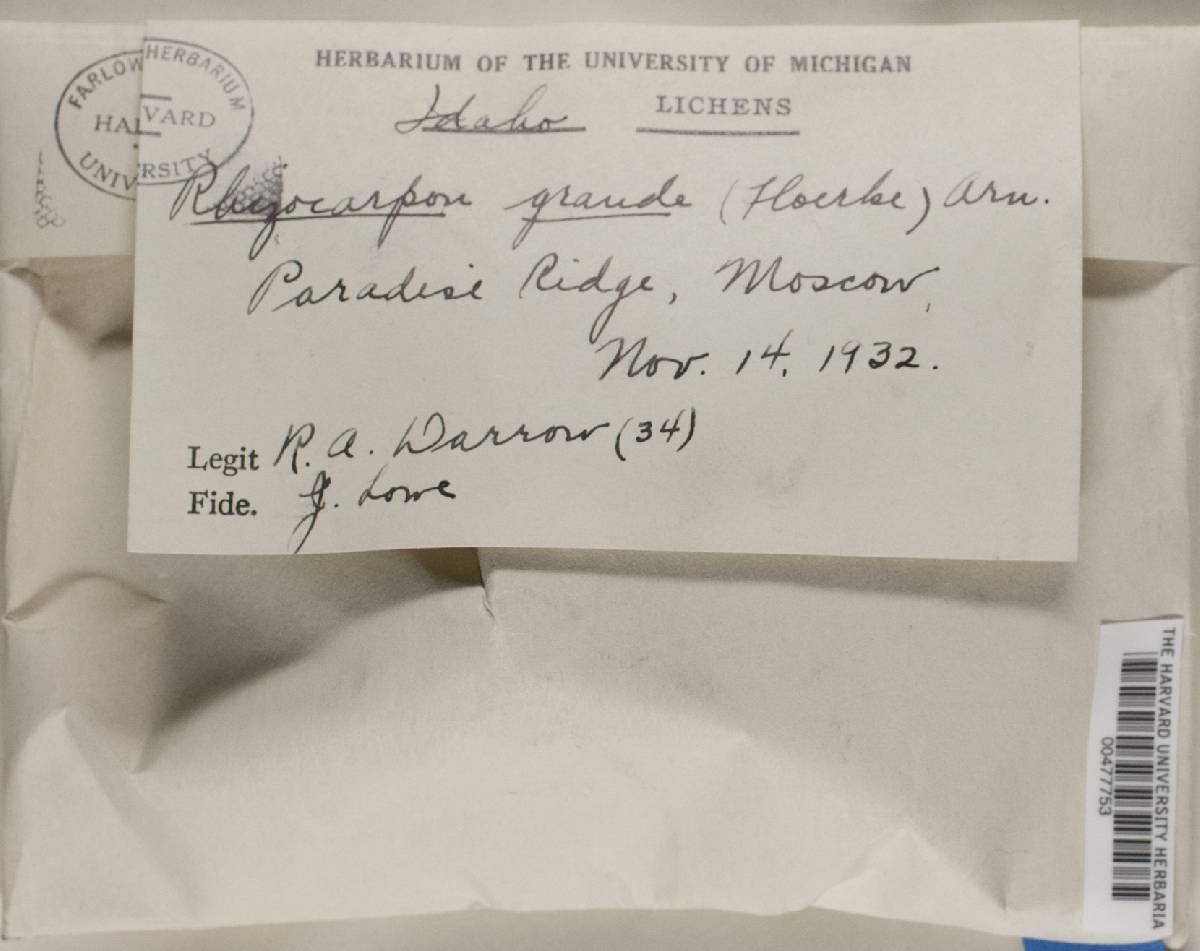 HERBARIUM OF THE UNIVERSITY OF MICHIGAN
Idaho LICHENS
FARLOW HERBARIUM
HARVARD
UNIVERSITY
Rhizocarpon grande (Floerke) Arn.
Paradise Ridge, Moscow,
Nov. 14, 1932.
Legit R. A. Darrow (34)
Fide. J. Lowe
THE HARVARD UNIVERSITY HERBARIA
00477753